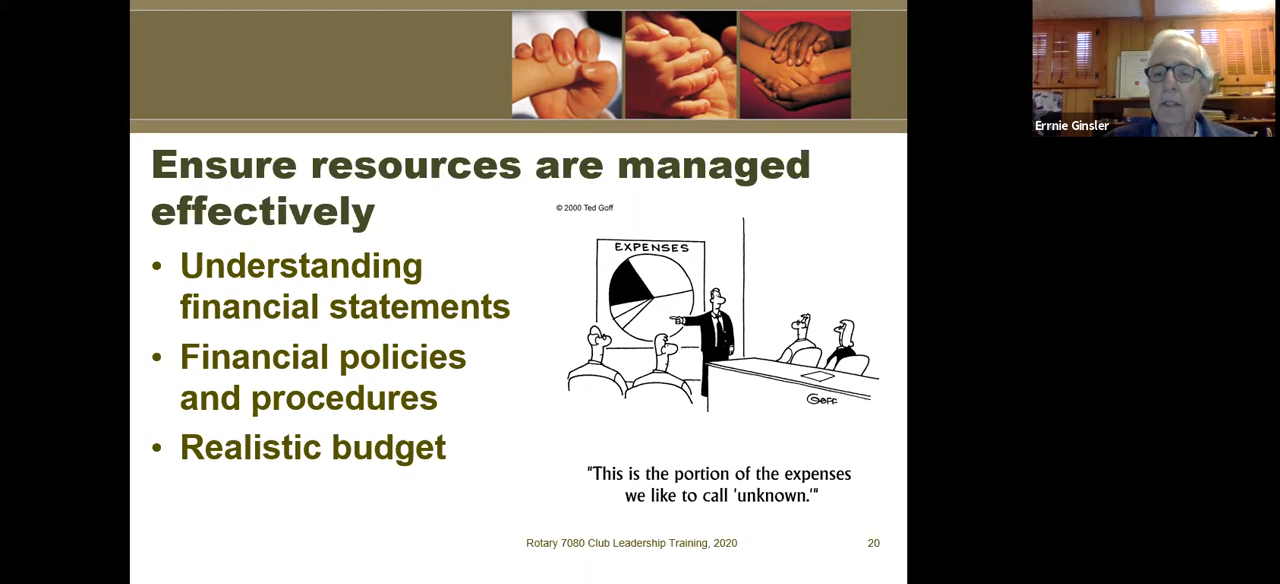 Errnie Ginsler
Ensure resources are managed
effectively
© 2000 Ted Goff
• Understanding
financial statements
• Financial policies
and procedures
• Realistic budget
EXPENSES
GOFF
"This is the portion of the expenses
we like to call 'unknown.'"
Rotary 7080 Club Leadership Training, 2020
20